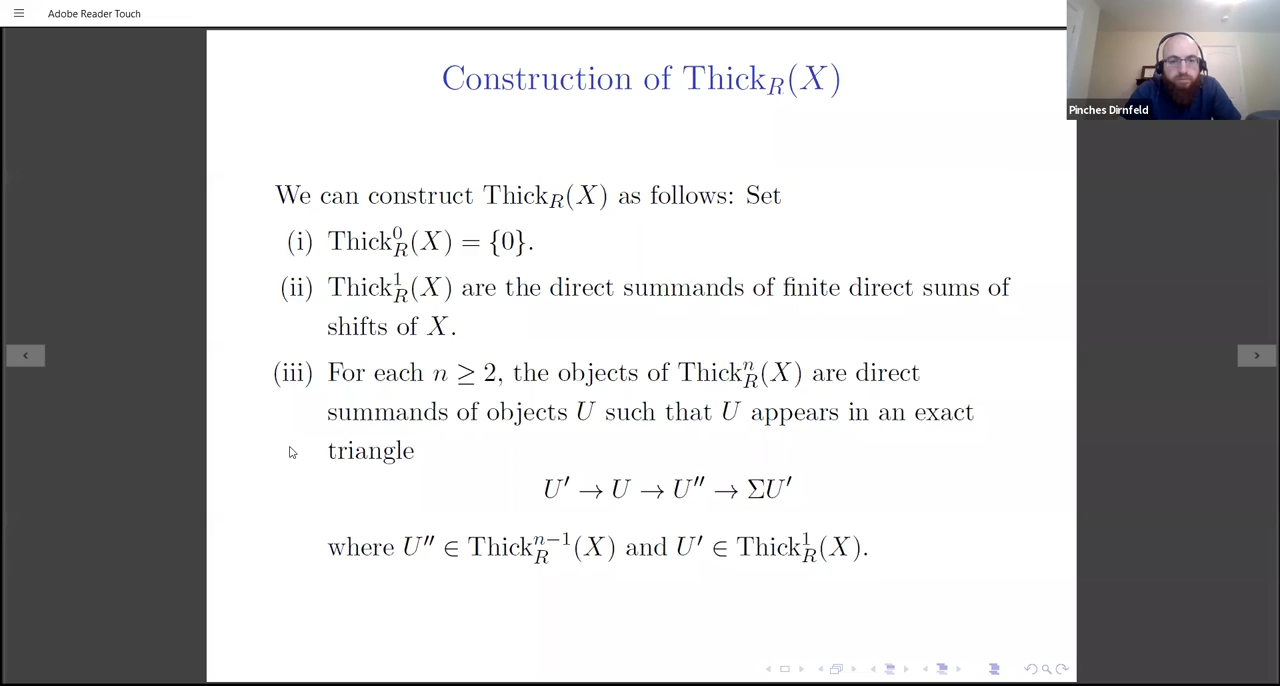 Adobe Reader Touch
Pinches Dirnfeld
Construction of Thick_R(X)
We can construct Thick_R(X) as follows: Set
(i) Thick^0_R(X) = {0}.
(ii) Thick^1_R(X) are the direct summands of finite direct sums of
shifts of X.
(iii) For each n ≥ 2, the objects of Thick^n_R(X) are direct
summands of objects U such that U appears in an exact
triangle
U′ → U → U″ → ΣU′
where U″ ∈ Thick^{n−1}_R(X) and U′ ∈ Thick^1_R(X).